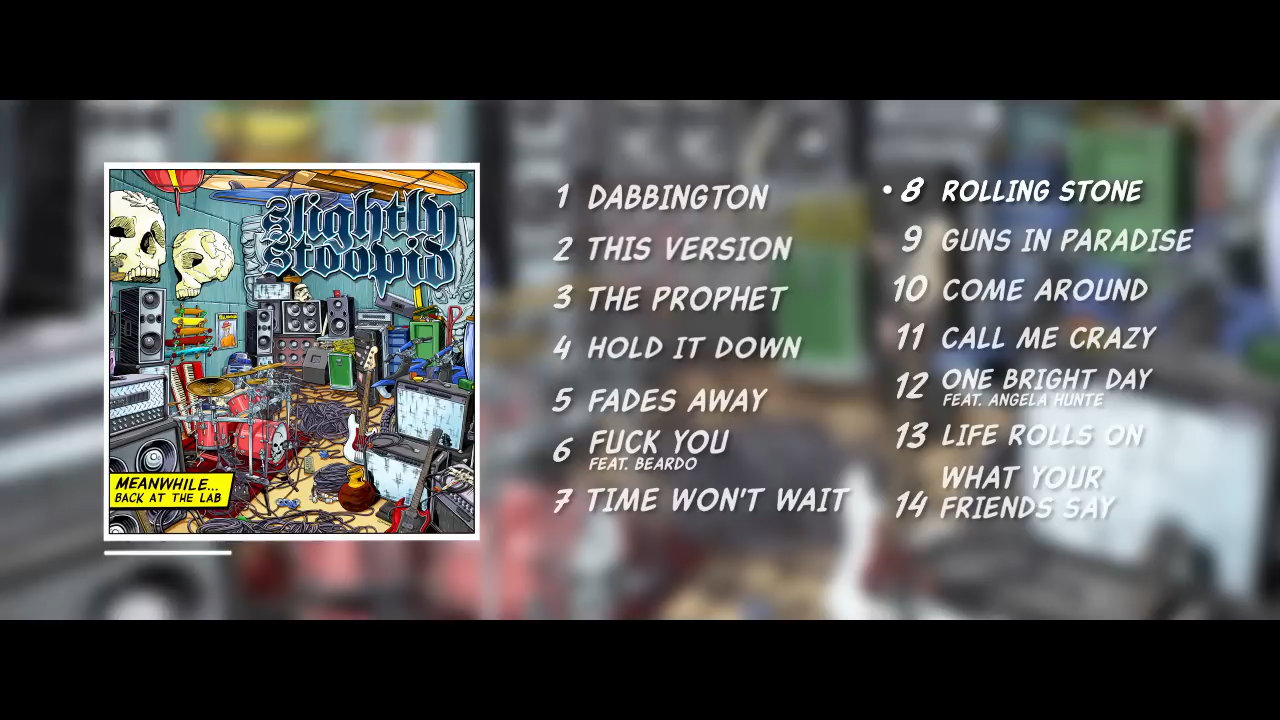 slightly
stoopid
MEANWHILE...
BACK AT THE LAB
1 DABBINGTON
2 THIS VERSION
3 THE PROPHET
4 HOLD IT DOWN
5 FADES AWAY
6 FUCK YOU
FEAT. BEARDO
7 TIME WON'T WAIT
• 8 ROLLING STONE
9 GUNS IN PARADISE
10 COME AROUND
11 CALL ME CRAZY
12 ONE BRIGHT DAY
FEAT. ANGELA HUNTE
13 LIFE ROLLS ON
WHAT YOUR
14 FRIENDS SAY